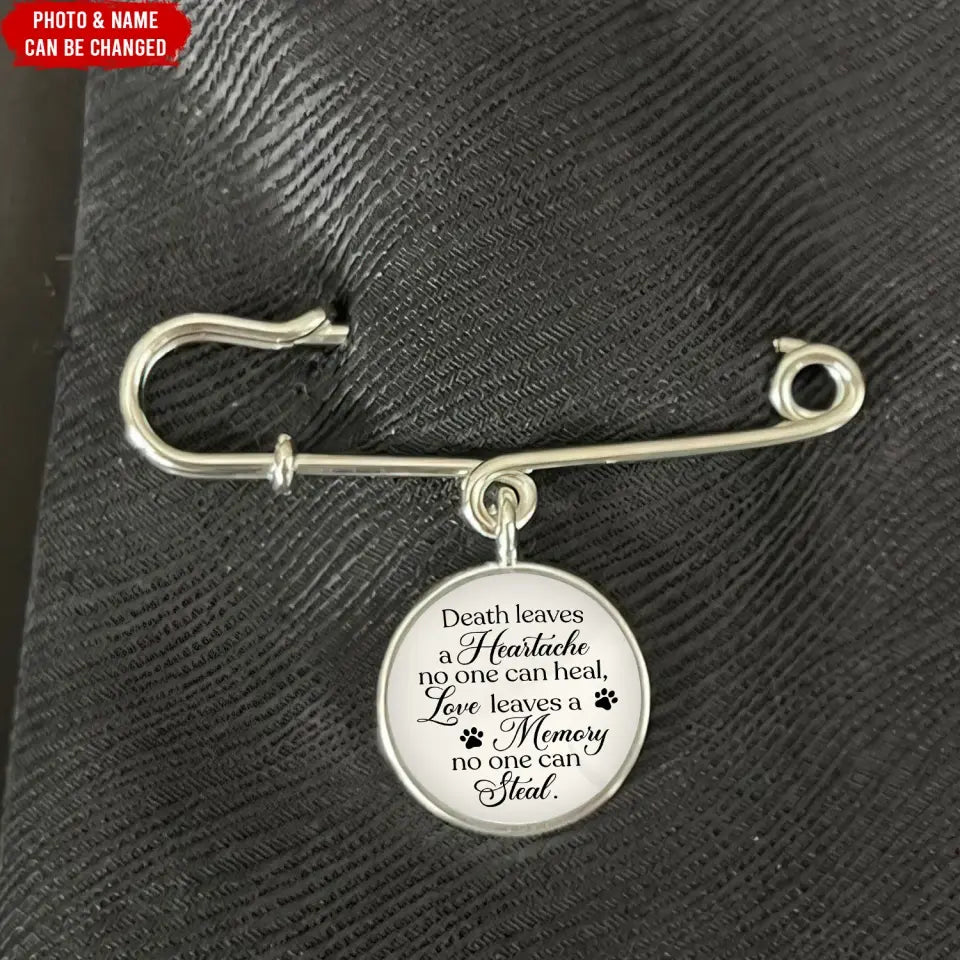 PHOTO & NAME
CAN BE CHANGED
Death leaves
a Heartache
no one can heal,
Love leaves a
Memory
no one can
Steal.